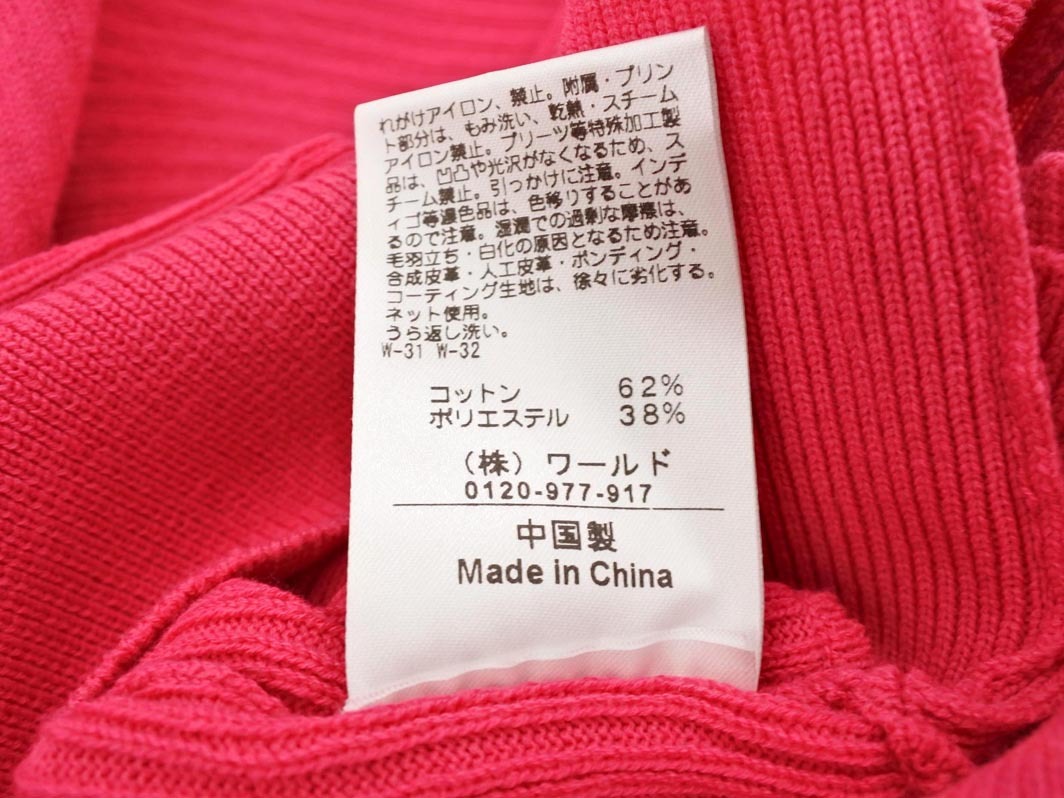 れがけアイロン、禁止。附属・プリン
ト部分は、もみ洗い、乾熱・スチーム
アイロン禁止。プリーツ等特殊加工製
品は、凹凸や光沢がなくなるため、ス
チーム禁止。引っかけに注意。インデ
ィゴ等濃色品は、色移りすることがあ
るので注意。湿潤での過剰な摩擦は、
毛羽立ち・白化の原因となるため注意。
合成皮革・人工皮革・ボンディング・
コーティング生地は、徐々に劣化する。
ネット使用。
うら返し洗い。
W-31 W-32
コットン 62%
ポリエステル 38%
(株) ワールド
0120-977-917
中国製
Made in China